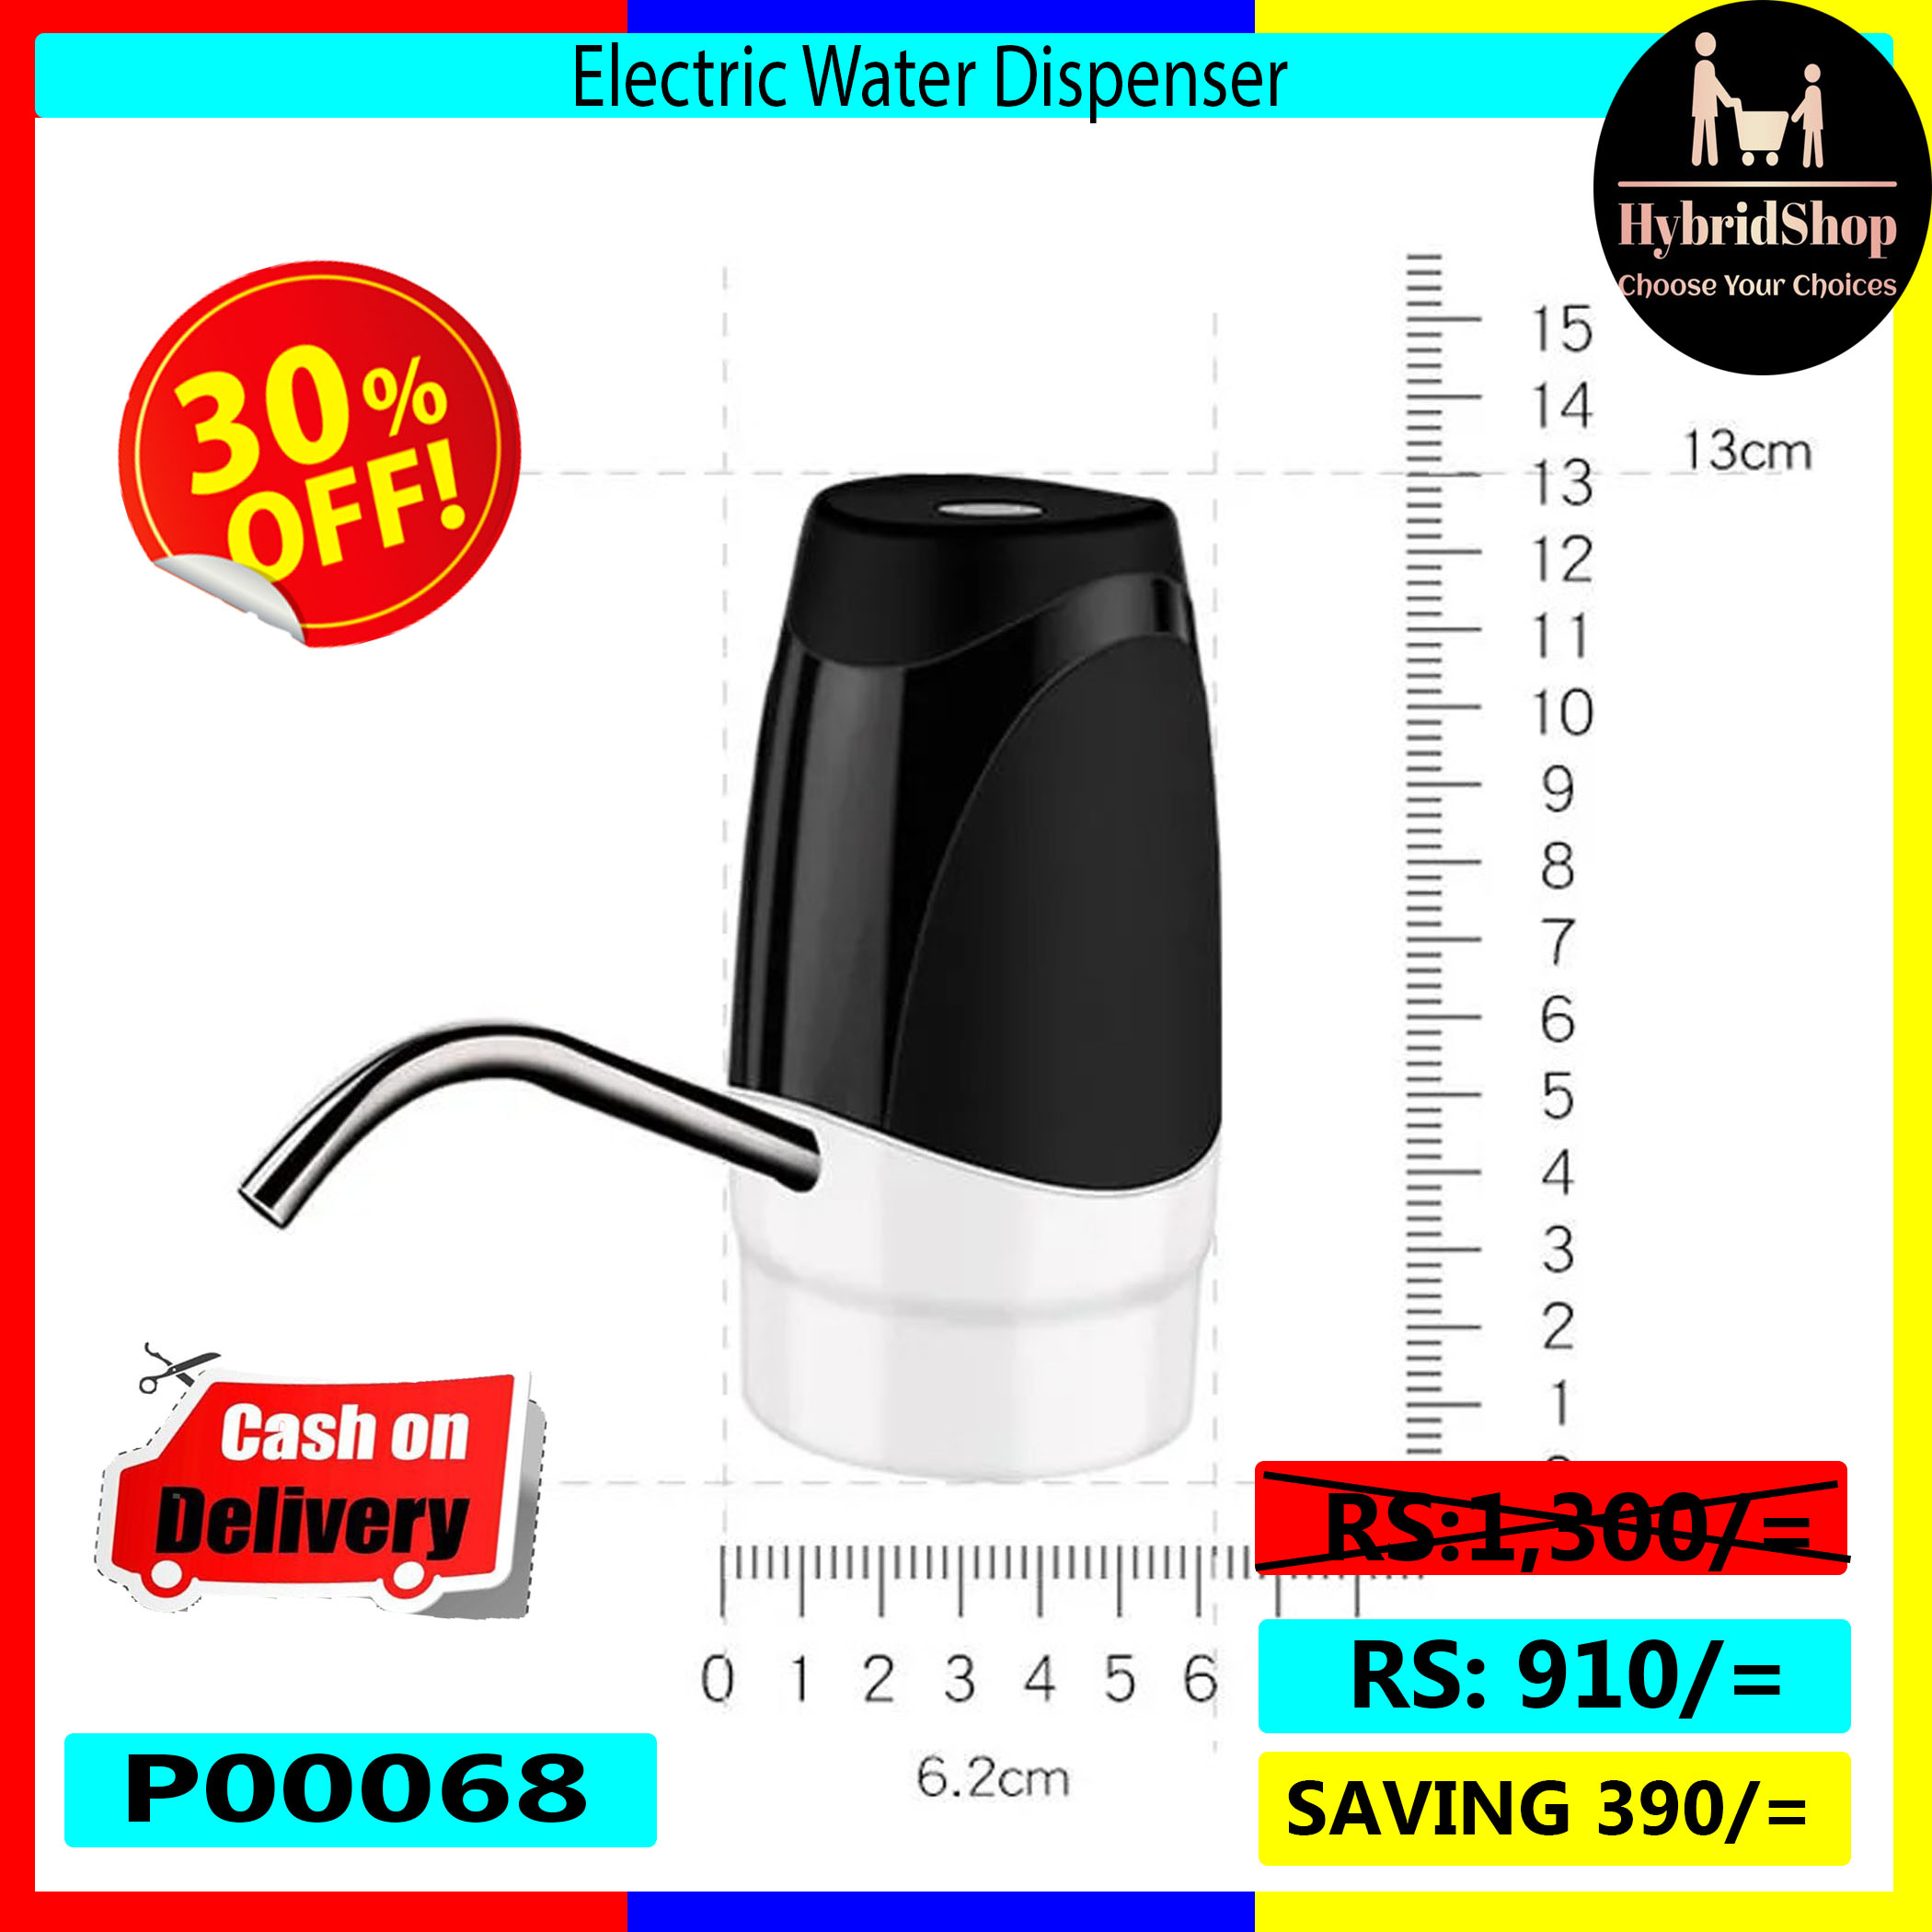 Electric Water Dispenser
HybridShop
Choose Your Choices
30%
OFF!
15
14
13cm
13
12
11
10
9
8
7
6
5
4
3
2
1
Cash on
Delivery
RS:1,300/=
RS: 910/=
SAVING 390/=
0 1 2 3 4 5 6
6.2cm
P00068